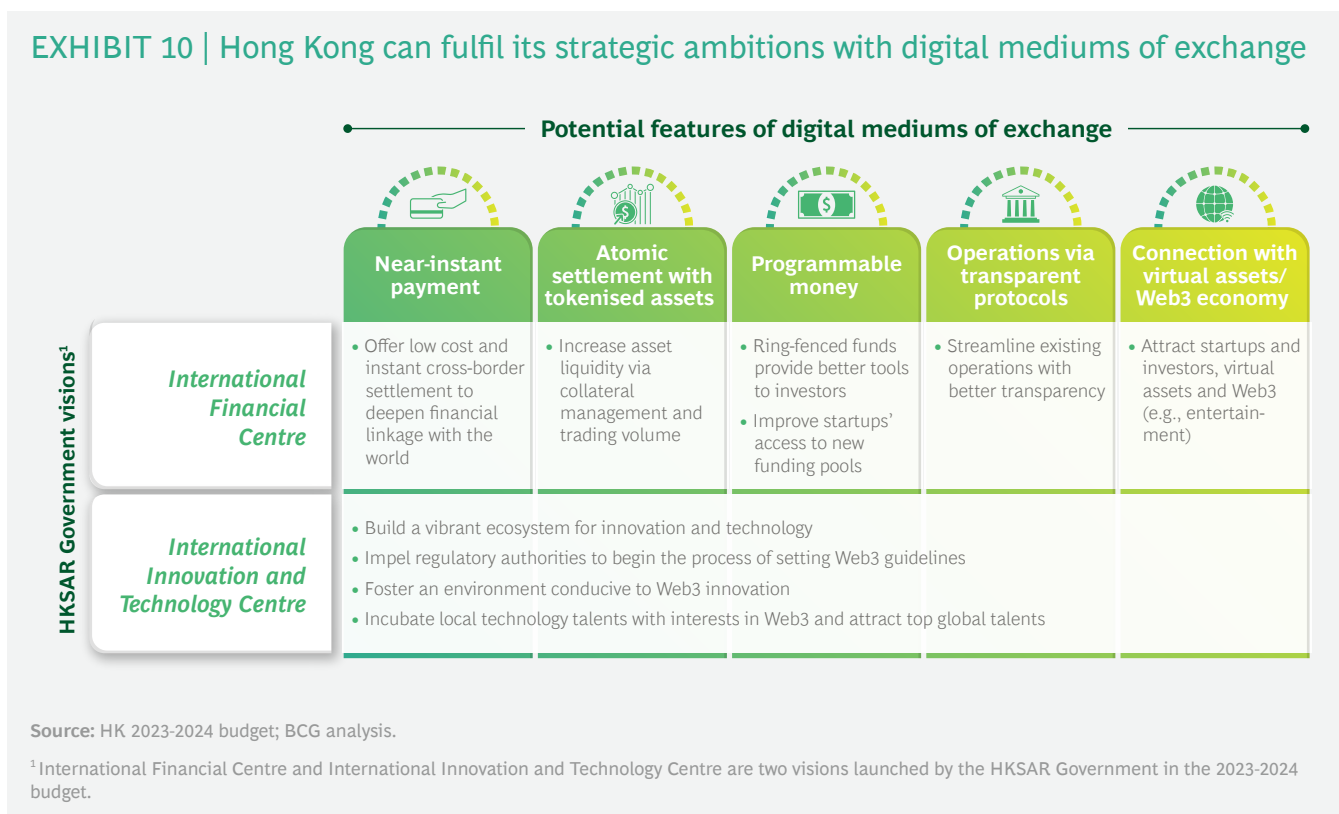 EXHIBIT 10 | Hong Kong can fulfil its strategic ambitions with digital mediums of exchange
Potential features of digital mediums of exchange
Near-instant
payment
Atomic
settlement with
tokenised assets
Programmable
money
Operations via
transparent
protocols
Connection with
virtual assets/
Web3 economy
HKSAR Government visions¹
International
Financial
Centre
• Offer low cost and
instant cross-border
settlement to
deepen financial
linkage with the
world
• Increase asset
liquidity via
collateral
management and
trading volume
• Ring-fenced funds
provide better tools
to investors
• Improve startups'
access to new
funding pools
• Streamline existing
operations with
better transparency
• Attract startups and
investors, virtual
assets and Web3
(e.g., entertain-
ment)
International
Innovation and
Technology Centre
• Build a vibrant ecosystem for innovation and technology
• Impel regulatory authorities to begin the process of setting Web3 guidelines
• Foster an environment conducive to Web3 innovation
• Incubate local technology talents with interests in Web3 and attract top global talents
Source: HK 2023-2024 budget; BCG analysis.
¹ International Financial Centre and International Innovation and Technology Centre are two visions launched by the HKSAR Government in the 2023-2024
budget.